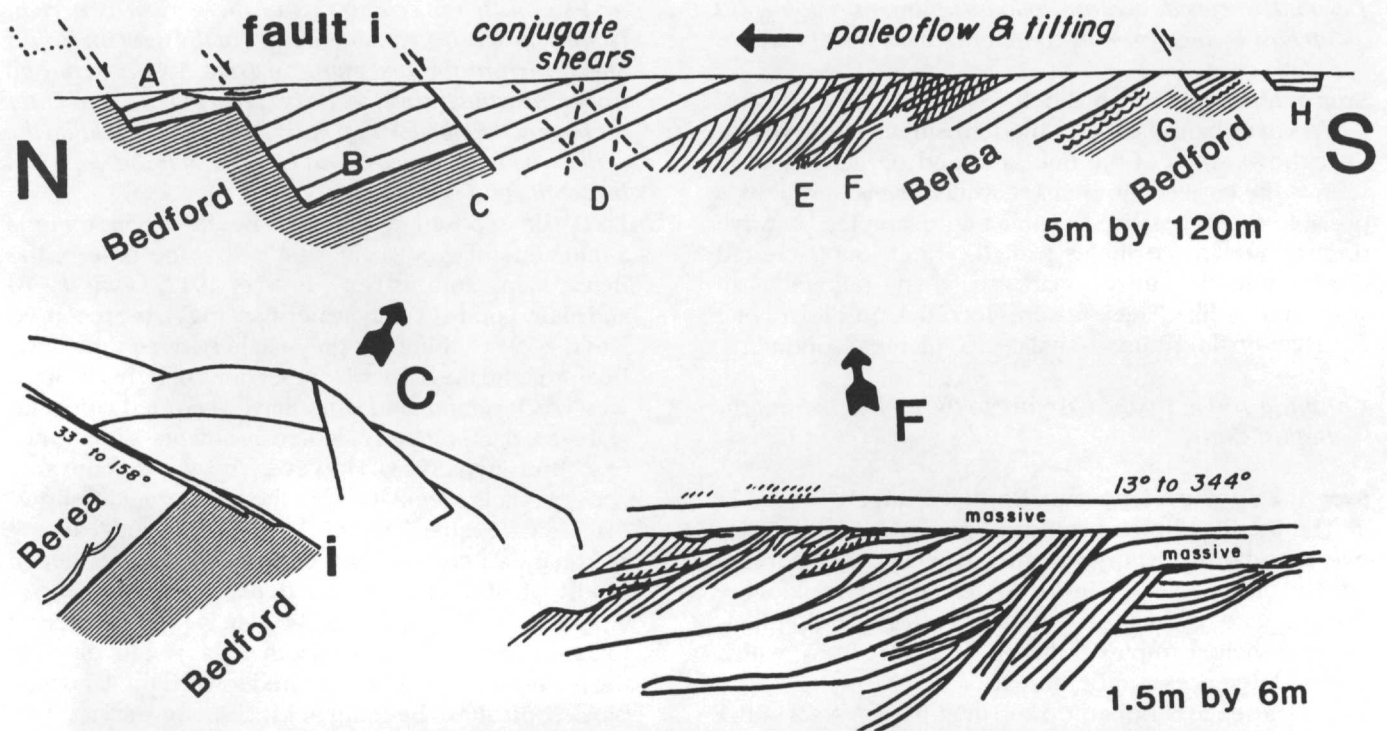 fault i
conjugate
shears
paleoflow & tilting
A
N
B
C
D
E
F
G
H
S
Bedford
Berea
Bedford
5m by 120m
C
F
33° to 158°
Berea
i
Bedford
13° to 344°
massive
massive
1.5m by 6m